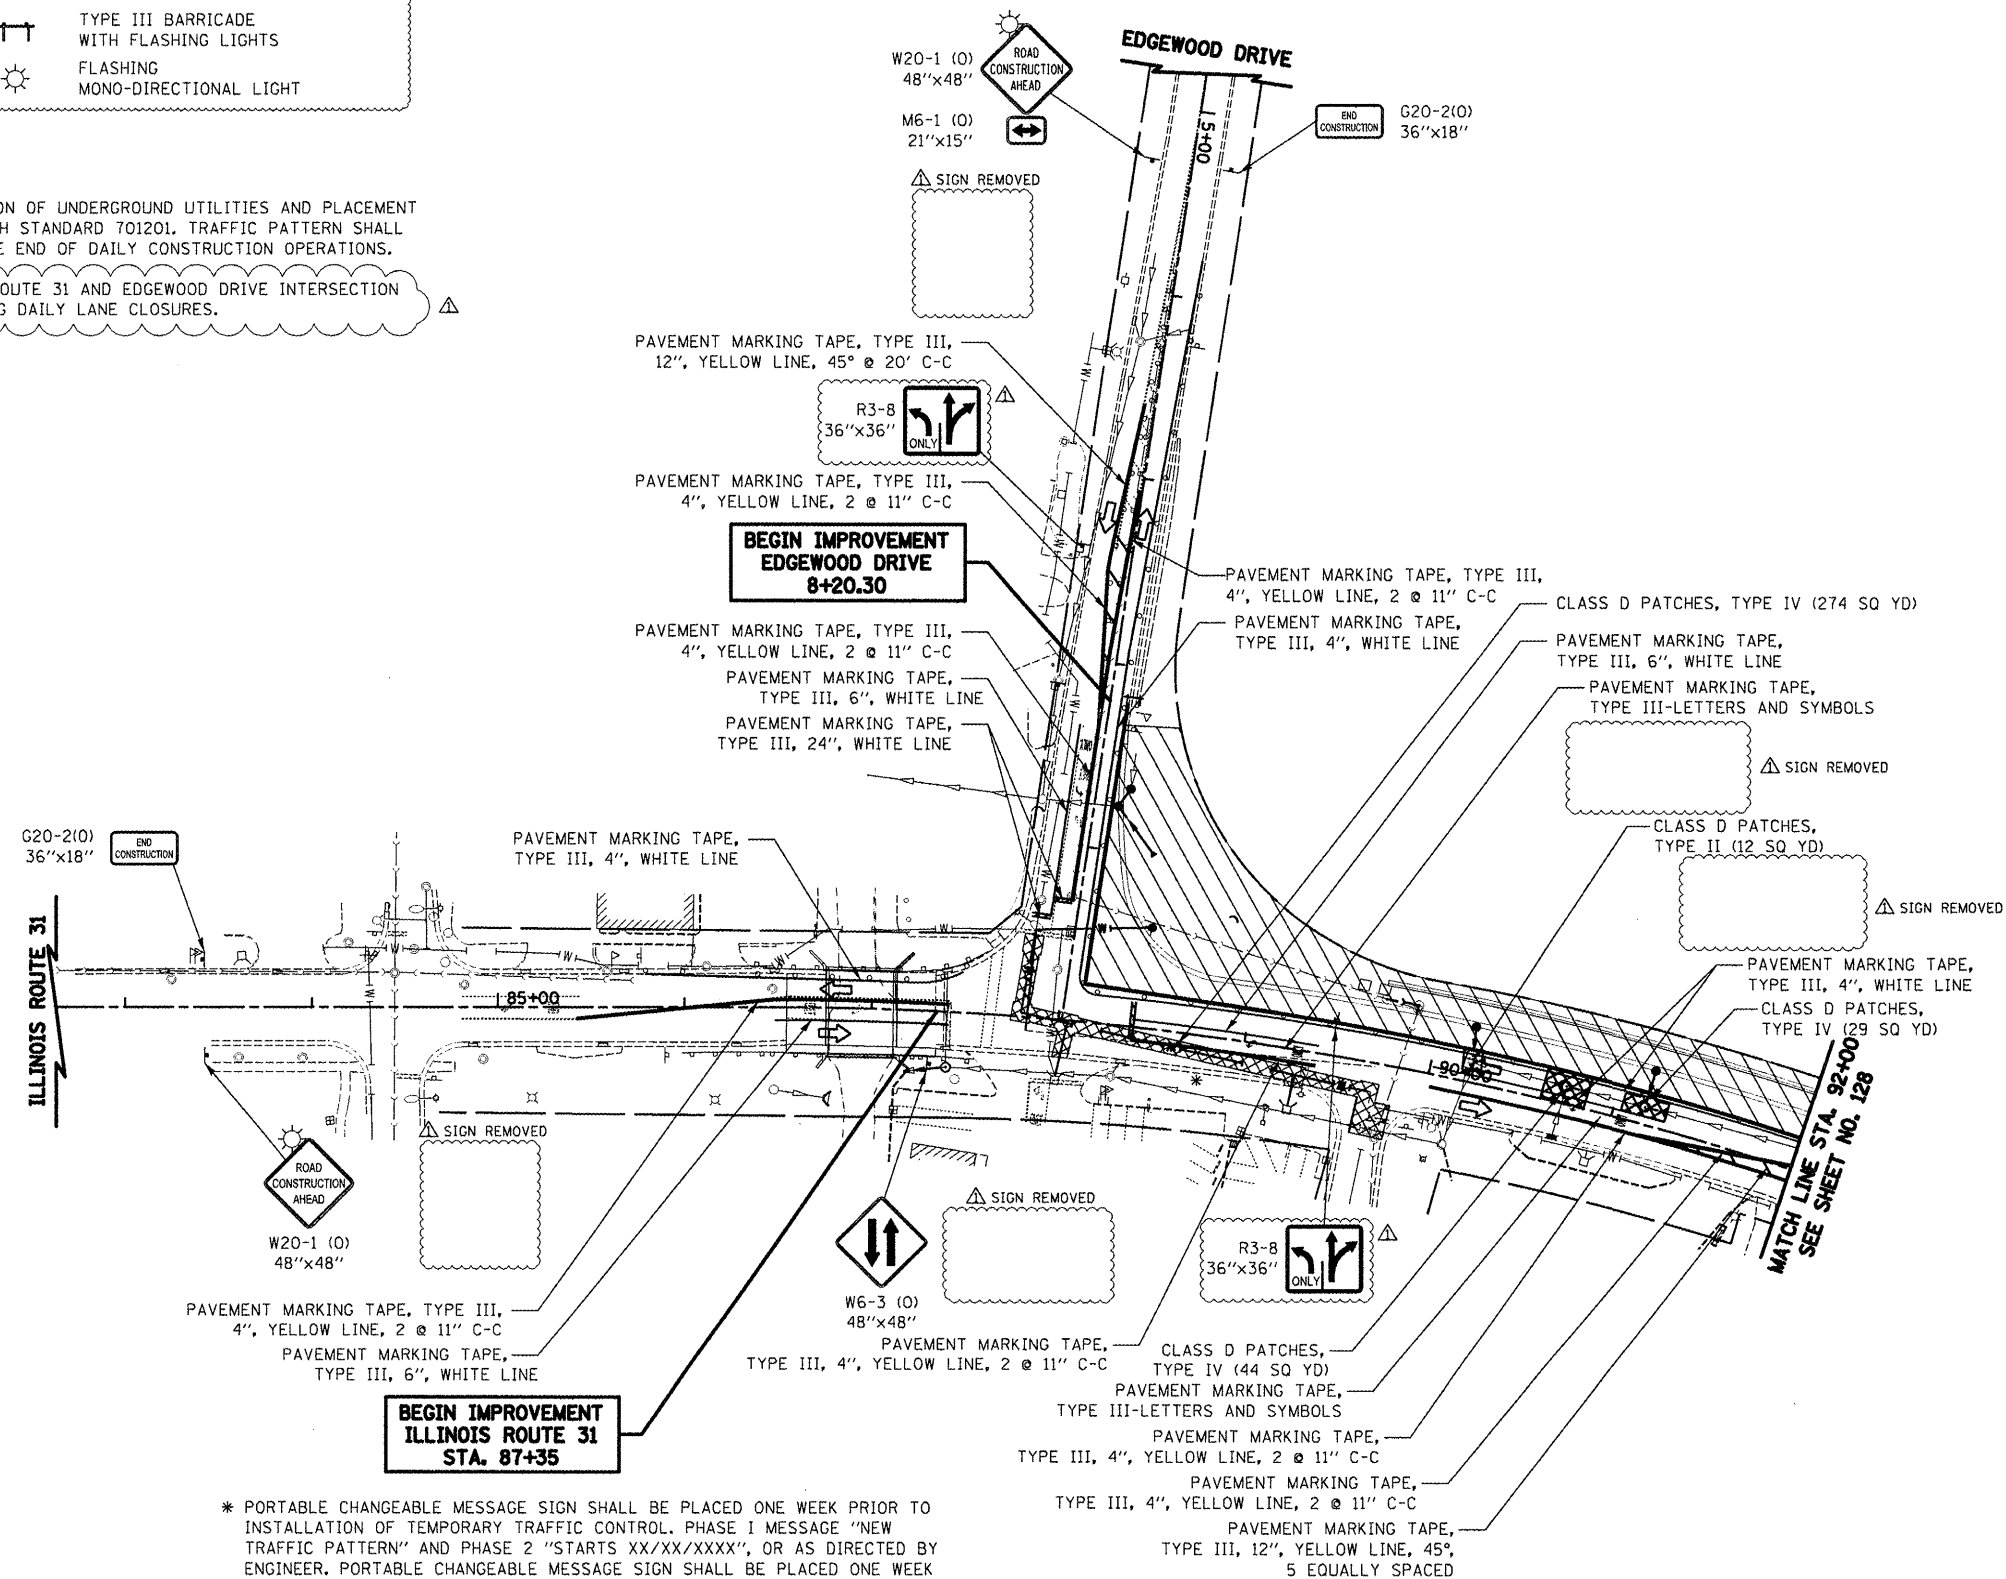 TYPE III BARRICADE
WITH FLASHING LIGHTS
FLASHING
MONO-DIRECTIONAL LIGHT
ON OF UNDERGROUND UTILITIES AND PLACEMENT
H STANDARD 701201. TRAFFIC PATTERN SHALL
E END OF DAILY CONSTRUCTION OPERATIONS.
OUTE 31 AND EDGEWOOD DRIVE INTERSECTION
G DAILY LANE CLOSURES.
1
W20-1 (O)
48"x48"
ROAD
CONSTRUCTION
AHEAD
M6-1 (O)
21"x15"
EDGEWOOD DRIVE
5+00
END
CONSTRUCTION
G20-2(O)
36"x18"
1 SIGN REMOVED
PAVEMENT MARKING TAPE, TYPE III,
12", YELLOW LINE, 45° @ 20' C-C
R3-8
36"x36"
ONLY
1
PAVEMENT MARKING TAPE, TYPE III,
4", YELLOW LINE, 2 @ 11" C-C
BEGIN IMPROVEMENT
EDGEWOOD DRIVE
8+20.30
PAVEMENT MARKING TAPE, TYPE III,
4", YELLOW LINE, 2 @ 11" C-C
PAVEMENT MARKING TAPE,
TYPE III, 6", WHITE LINE
PAVEMENT MARKING TAPE,
TYPE III, 24", WHITE LINE
PAVEMENT MARKING TAPE, TYPE III,
4", YELLOW LINE, 2 @ 11" C-C
PAVEMENT MARKING TAPE,
TYPE III, 4", WHITE LINE
CLASS D PATCHES, TYPE IV (274 SQ YD)
PAVEMENT MARKING TAPE,
TYPE III, 6", WHITE LINE
PAVEMENT MARKING TAPE,
TYPE III-LETTERS AND SYMBOLS
1 SIGN REMOVED
CLASS D PATCHES,
TYPE II (12 SQ YD)
1 SIGN REMOVED
PAVEMENT MARKING TAPE,
TYPE III, 4", WHITE LINE
CLASS D PATCHES,
TYPE IV (29 SQ YD)
G20-2(O)
36"x18"
END
CONSTRUCTION
PAVEMENT MARKING TAPE,
TYPE III, 4", WHITE LINE
ILLINOIS ROUTE 31
85+00
90+00
MATCH LINE STA. 92+00
SEE SHEET NO. 128
1 SIGN REMOVED
ROAD
CONSTRUCTION
AHEAD
W20-1 (O)
48"x48"
W6-3 (O)
48"x48"
1 SIGN REMOVED
R3-8
36"x36"
ONLY
1
PAVEMENT MARKING TAPE, TYPE III,
4", YELLOW LINE, 2 @ 11" C-C
PAVEMENT MARKING TAPE,
TYPE III, 6", WHITE LINE
PAVEMENT MARKING TAPE,
TYPE III, 4", YELLOW LINE, 2 @ 11" C-C
CLASS D PATCHES,
TYPE IV (44 SQ YD)
PAVEMENT MARKING TAPE,
TYPE III-LETTERS AND SYMBOLS
PAVEMENT MARKING TAPE,
TYPE III, 4", YELLOW LINE, 2 @ 11" C-C
PAVEMENT MARKING TAPE,
TYPE III, 4", YELLOW LINE, 2 @ 11" C-C
PAVEMENT MARKING TAPE,
TYPE III, 12", YELLOW LINE, 45°,
5 EQUALLY SPACED
BEGIN IMPROVEMENT
ILLINOIS ROUTE 31
STA. 87+35
* PORTABLE CHANGEABLE MESSAGE SIGN SHALL BE PLACED ONE WEEK PRIOR TO
INSTALLATION OF TEMPORARY TRAFFIC CONTROL. PHASE I MESSAGE "NEW
TRAFFIC PATTERN" AND PHASE 2 "STARTS XX/XX/XXXX", OR AS DIRECTED BY
ENGINEER. PORTABLE CHANGEABLE MESSAGE SIGN SHALL BE PLACED ONE WEEK